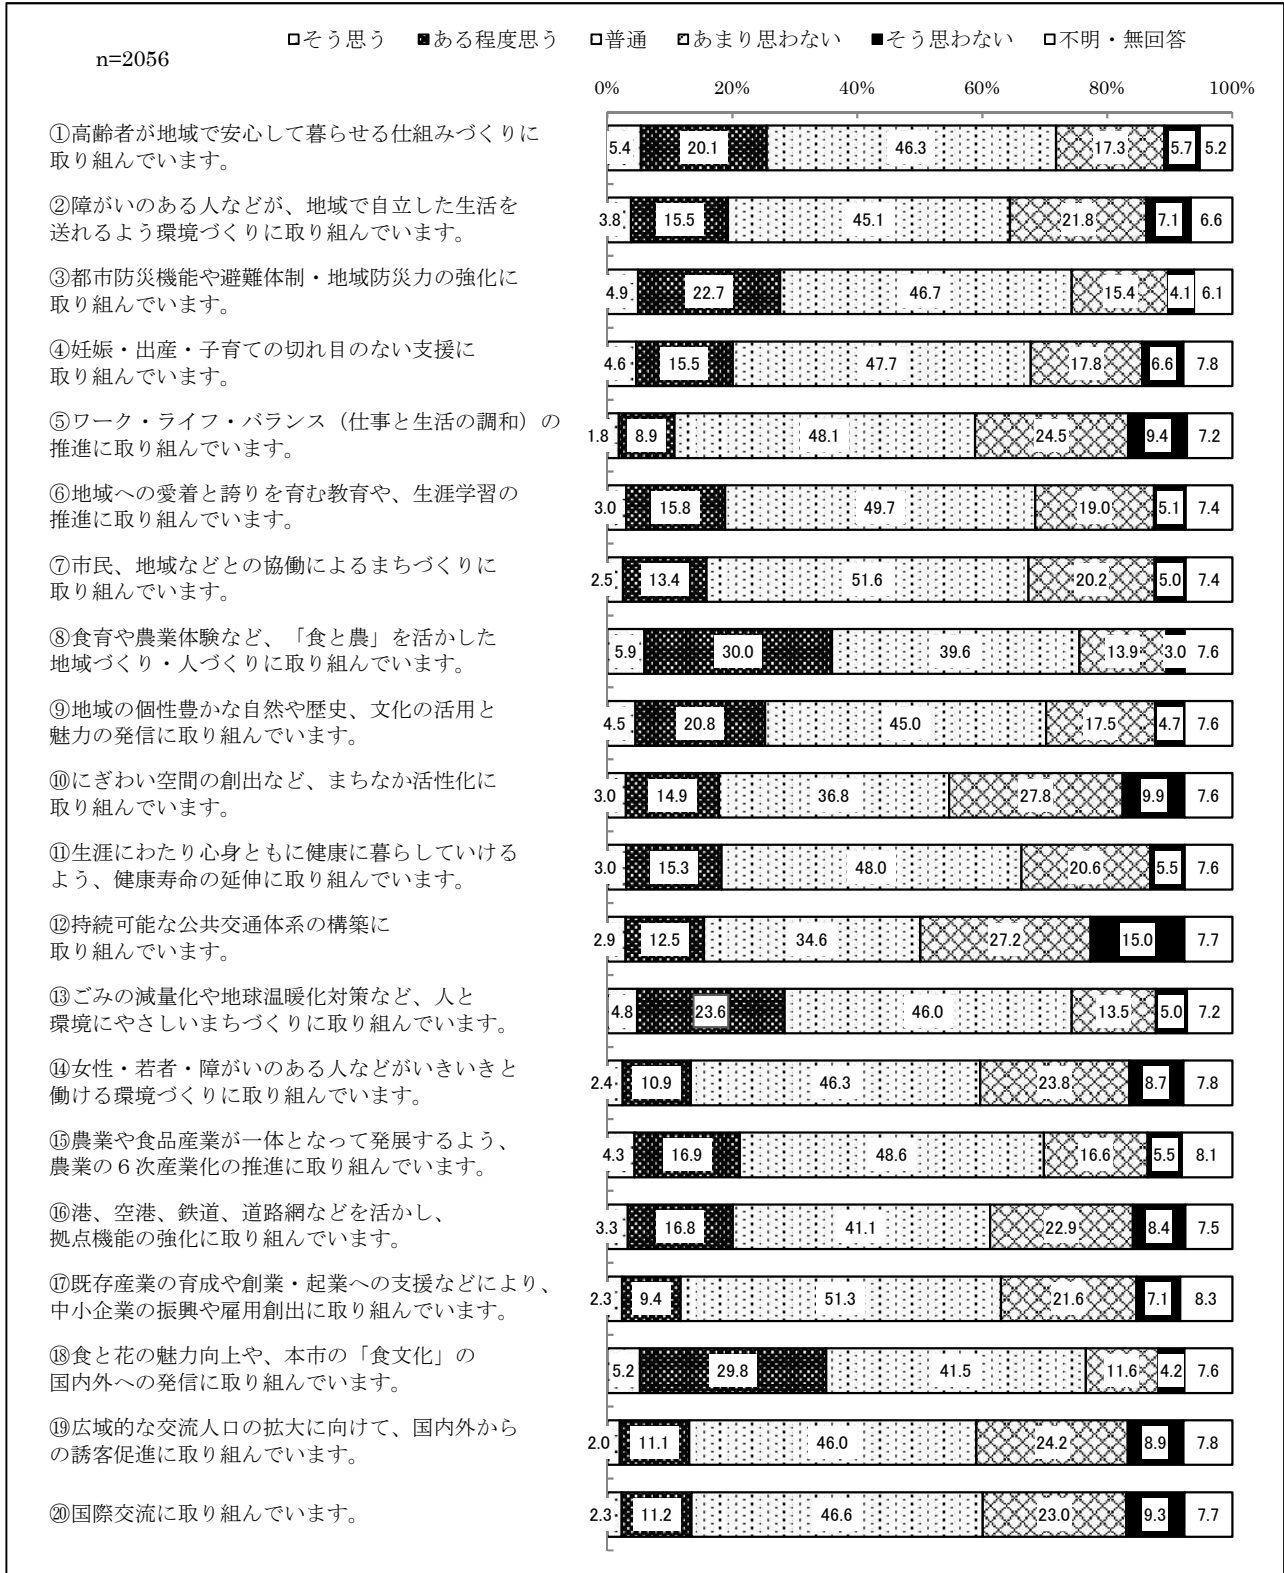 □そう思う ■ある程度思う □普通 □あまり思わない ■そう思わない □不明・無回答
n=2056
0% 20% 40% 60% 80% 100%
①高齢者が地域で安心して暮らせる仕組みづくりに
取り組んでいます。
5.4 20.1 46.3 17.3 5.7 5.2
②障がいのある人などが、地域で自立した生活を
送れるよう環境づくりに取り組んでいます。
3.8 15.5 45.1 21.8 7.1 6.6
③都市防災機能や避難体制・地域防災力の強化に
取り組んでいます。
4.9 22.7 46.7 15.4 4.1 6.1
④妊娠・出産・子育ての切れ目のない支援に
取り組んでいます。
4.6 15.5 47.7 17.8 6.6 7.8
⑤ワーク・ライフ・バランス（仕事と生活の調和）の
推進に取り組んでいます。
1.8 8.9 48.1 24.5 9.4 7.2
⑥地域への愛着と誇りを育む教育や、生涯学習の
推進に取り組んでいます。
3.0 15.8 49.7 19.0 5.1 7.4
⑦市民、地域などとの協働によるまちづくりに
取り組んでいます。
2.5 13.4 51.6 20.2 5.0 7.4
⑧食育や農業体験など、「食と農」を活かした
地域づくり・人づくりに取り組んでいます。
5.9 30.0 39.6 13.9 3.0 7.6
⑨地域の個性豊かな自然や歴史、文化の活用と
魅力の発信に取り組んでいます。
4.5 20.8 45.0 17.5 4.7 7.6
⑩にぎわい空間の創出など、まちなか活性化に
取り組んでいます。
3.0 14.9 36.8 27.8 9.9 7.6
⑪生涯にわたり心身ともに健康に暮らしていける
よう、健康寿命の延伸に取り組んでいます。
3.0 15.3 48.0 20.6 5.5 7.6
⑫持続可能な公共交通体系の構築に
取り組んでいます。
2.9 12.5 34.6 27.2 15.0 7.7
⑬ごみの減量化や地球温暖化対策など、人と
環境にやさしいまちづくりに取り組んでいます。
4.8 23.6 46.0 13.5 5.0 7.2
⑭女性・若者・障がいのある人などがいきいきと
働ける環境づくりに取り組んでいます。
2.4 10.9 46.3 23.8 8.7 7.8
⑮農業や食品産業が一体となって発展するよう、
農業の６次産業化の推進に取り組んでいます。
4.3 16.9 48.6 16.6 5.5 8.1
⑯港、空港、鉄道、道路網などを活かし、
拠点機能の強化に取り組んでいます。
3.3 16.8 41.1 22.9 8.4 7.5
⑰既存産業の育成や創業・起業への支援などにより、
中小企業の振興や雇用創出に取り組んでいます。
2.3 9.4 51.3 21.6 7.1 8.3
⑱食と花の魅力向上や、本市の「食文化」の
国内外への発信に取り組んでいます。
5.2 29.8 41.5 11.6 4.2 7.6
⑲広域的な交流人口の拡大に向けて、国内外から
の誘客促進に取り組んでいます。
2.0 11.1 46.0 24.2 8.9 7.8
⑳国際交流に取り組んでいます。
2.3 11.2 46.6 23.0 9.3 7.7